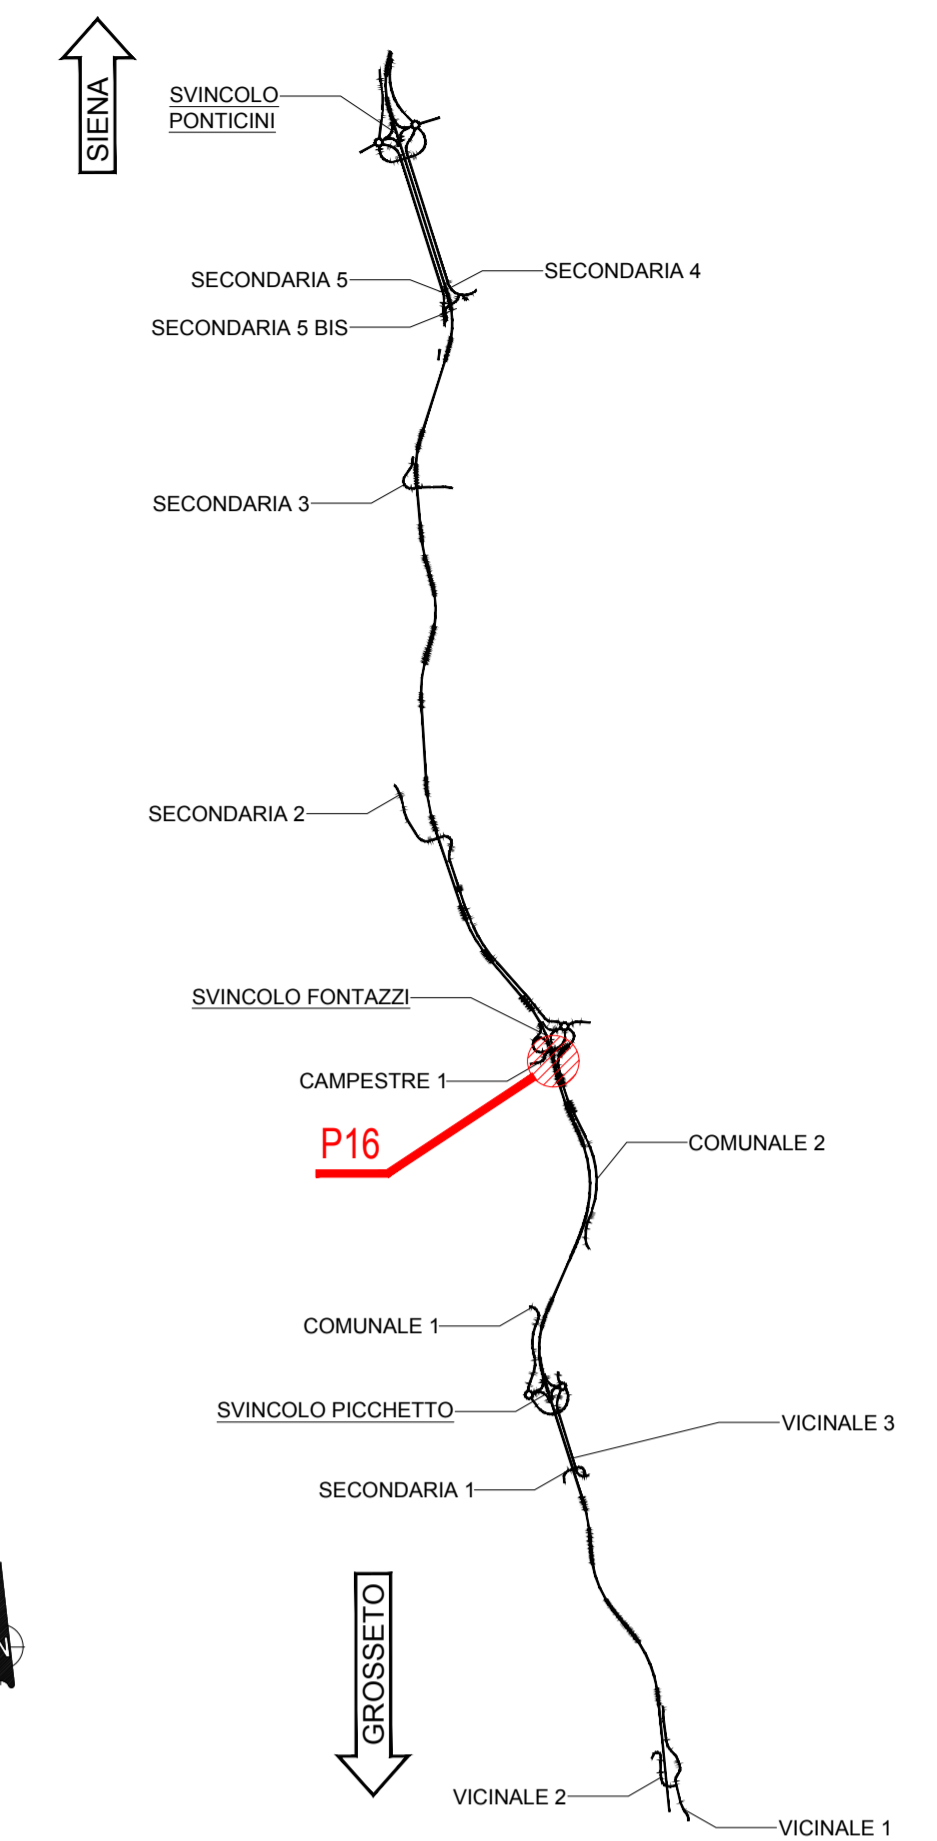 SIENA
SVINCOLO
PONTICINI
SECONDARIA 4
SECONDARIA 5
SECONDARIA 5 BIS
SECONDARIA 3
SECONDARIA 2
SVINCOLO FONTAZZI
CAMPESTRE 1
P16
COMUNALE 2
COMUNALE 1
SVINCOLO PICCHETTO
VICINALE 3
SECONDARIA 1
GROSSETO
VICINALE 2
VICINALE 1